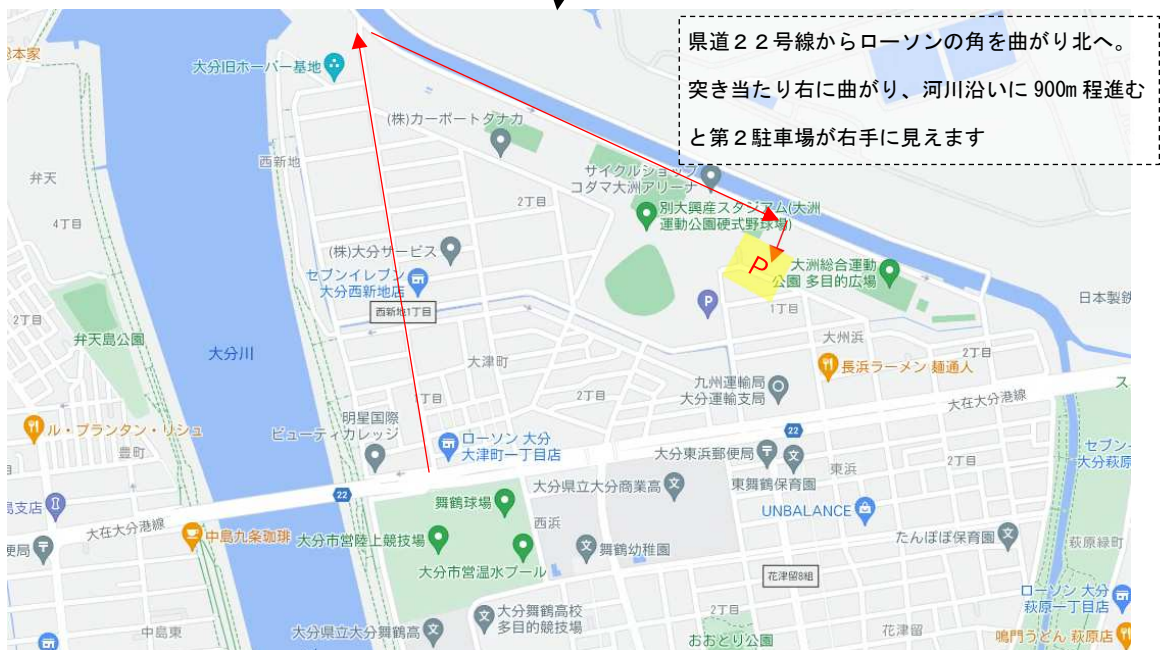 県道２２号線からローソンの角を曲がり北へ。
突き当たり右に曲がり、河川沿いに 900m 程進む
と第２駐車場が右手に見えます
本家
大分旧ホーバー基地
(株)カーポートタナカ
西新地
弁天
4丁目
2丁目
サイクルショップ
コダマ大洲アリーナ
別大興産スタジアム(大洲
運動公園硬式野球場)
(株)大分サービス
セブンイレブン
大分西新地店
西新地1丁目
P
大洲総合運動
公園 多目的広場
P
1丁目
日本製鉄
2丁目
弁天島公園
大分川
大津町
大州浜
2丁目
長浜ラーメン 麺通人
九州運輸局
大分運輸支局
2丁目
1丁目
大在大分港線
ス
明星国際
ビューティカレッジ
ル・ブランタン・リシュ
豊町
ローソン 大分
大津町一丁目店
22
大分東浜郵便局
東浜
2丁目
セブン
大分萩原
東舞鶴保育園
大分県立大分商業高
22
舞鶴球場
西浜
UNBALANCE
島支店
大在大分港線
中島九条珈琲
大分市営陸上競技場
便局
舞鶴幼稚園
たんぽぽ保育園
萩原緑町
大分市営温水プール
花津留8組
ローソン 大分
萩原一丁目店
大分舞鶴高校
多目的競技場
2丁目
中島東
大分県立大分舞鶴高
おおとり公園
花津留
鳴門うどん 萩原店